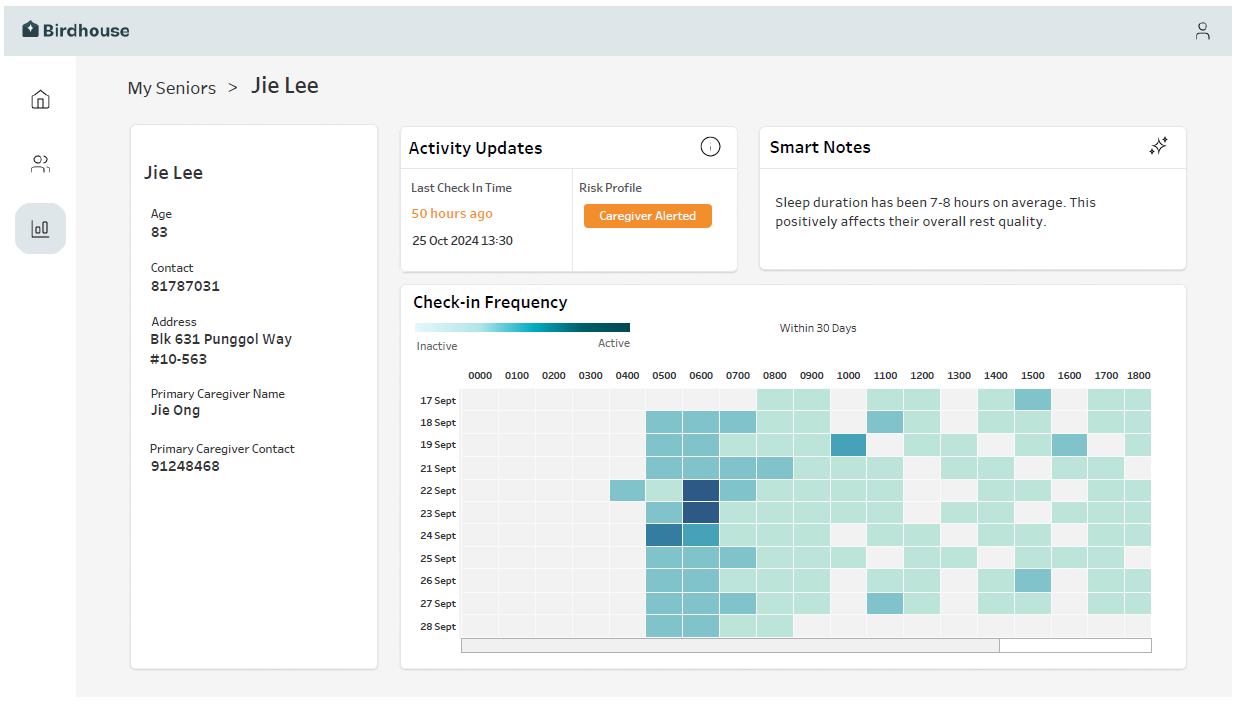 Birdhouse
My Seniors > Jie Lee
Jie Lee
Age
83
Contact
81787031
Address
Blk 631 Punggol Way
#10-563
Primary Caregiver Name
Jie Ong
Primary Caregiver Contact
91248468
Activity Updates
Last Check In Time
50 hours ago
25 Oct 2024 13:30
Risk Profile
Caregiver Alerted
Smart Notes
Sleep duration has been 7-8 hours on average. This
positively affects their overall rest quality.
Check-in Frequency
Inactive
Active
Within 30 Days
0000 0100 0200 0300 0400 0500 0600 0700 0800 0900 1000 1100 1200 1300 1400 1500 1600 1700 1800
17 Sept
18 Sept
19 Sept
21 Sept
22 Sept
23 Sept
24 Sept
25 Sept
26 Sept
27 Sept
28 Sept